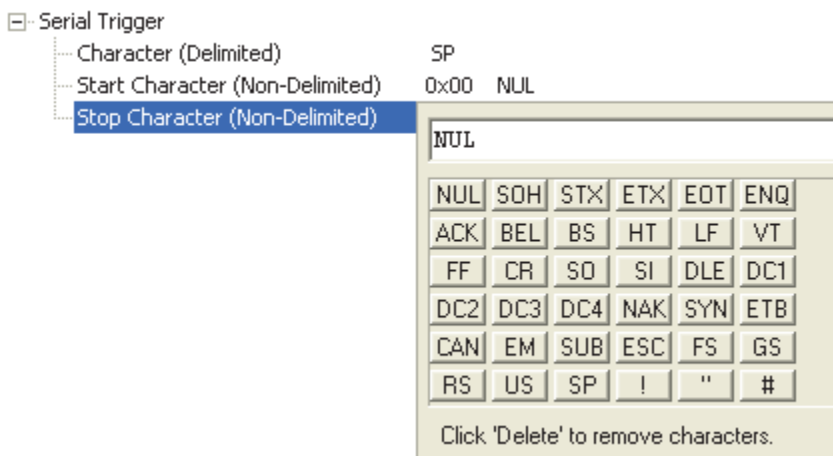 Serial Trigger
Character (Delimited) SP
Start Character (Non-Delimited) 0x00 NUL
Stop Character (Non-Delimited)
NUL
NUL SOH STX ETX EOT ENQ
ACK BEL BS HT LF VT
FF CR SO SI DLE DC1
DC2 DC3 DC4 NAK SYN ETB
CAN EM SUB ESC FS GS
RS US SP ! " #
Click 'Delete' to remove characters.